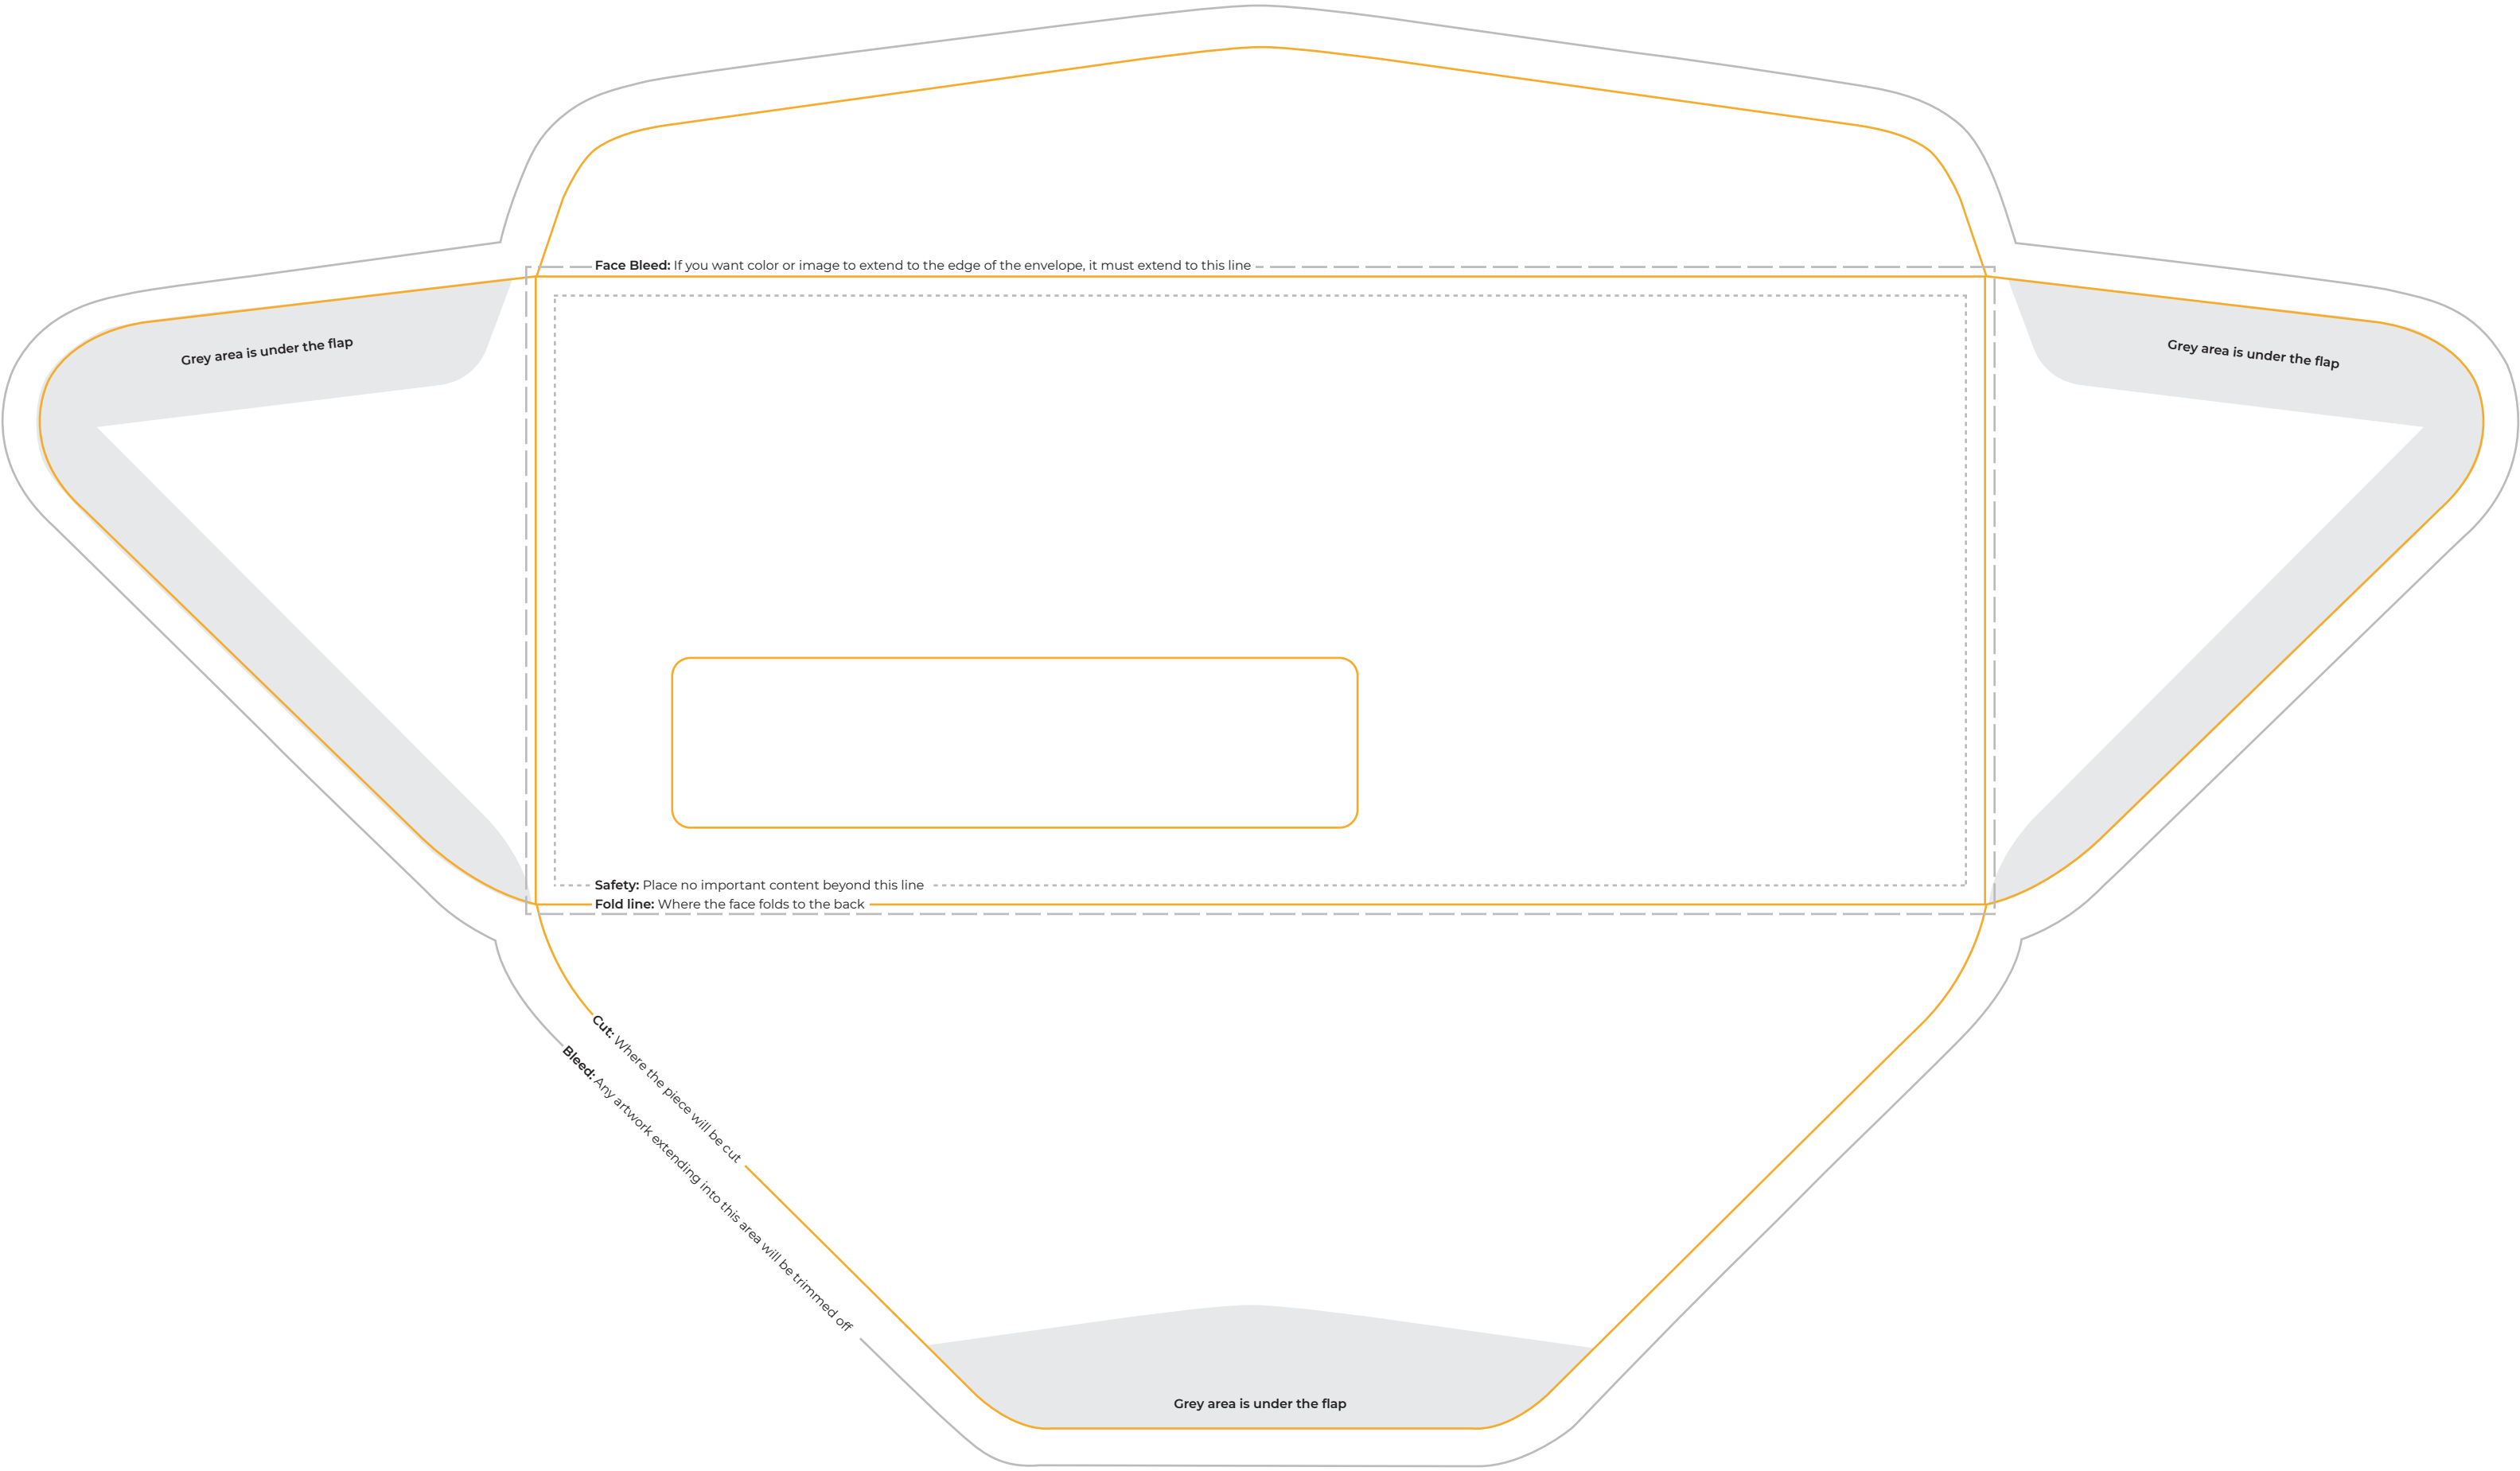 Face Bleed: If you want color or image to extend to the edge of the envelope, it must extend to this line
Grey area is under the flap
Grey area is under the flap
Safety: Place no important content beyond this line
Fold line: Where the face folds to the back
Cut: Where the piece will be cut
Bleed: Any artwork extending into this area will be trimmed off
Grey area is under the flap